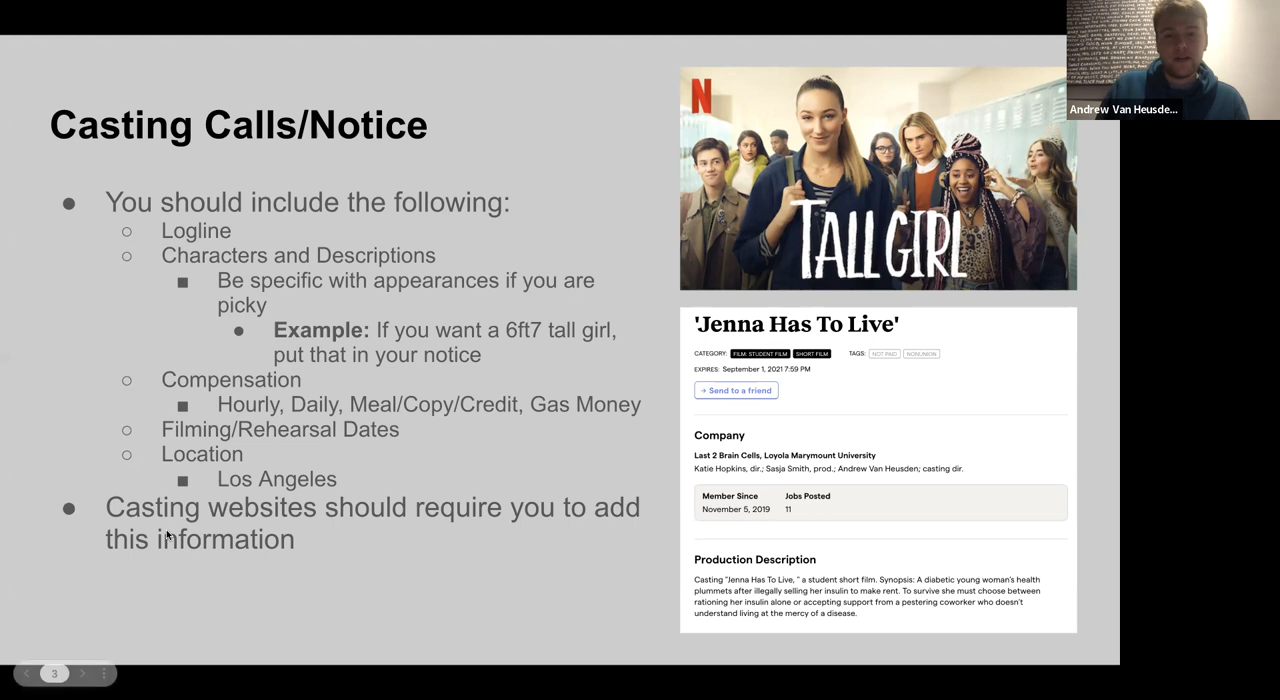 Casting Calls/Notice
● You should include the following:
○ Logline
○ Characters and Descriptions
■ Be specific with appearances if you are
picky
● Example: If you want a 6ft7 tall girl,
put that in your notice
○ Compensation
■ Hourly, Daily, Meal/Copy/Credit, Gas Money
○ Filming/Rehearsal Dates
○ Location
■ Los Angeles
● Casting websites should require you to add
this information
N
TALL GIRL
'Jenna Has To Live'
CATEGORY: FILM: STUDENT FILM SHORT FILM TAGS: NOT PAID NONUNION
EXPIRES: September 1, 2021 7:59 PM
→ Send to a friend
Company
Last 2 Brain Cells, Loyola Marymount University
Katie Hopkins, dir.; Sasja Smith, prod.; Andrew Van Heusden; casting dir.
Member Since Jobs Posted
November 5, 2019 11
Production Description
Casting "Jenna Has To Live, " a student short film. Synopsis: A diabetic young woman's health
plummets after illegally selling her insulin to make rent. To survive she must choose between
rationing her insulin alone or accepting support from a pestering coworker who doesn't
understand living at the mercy of a disease.
Andrew Van Heusde...
3